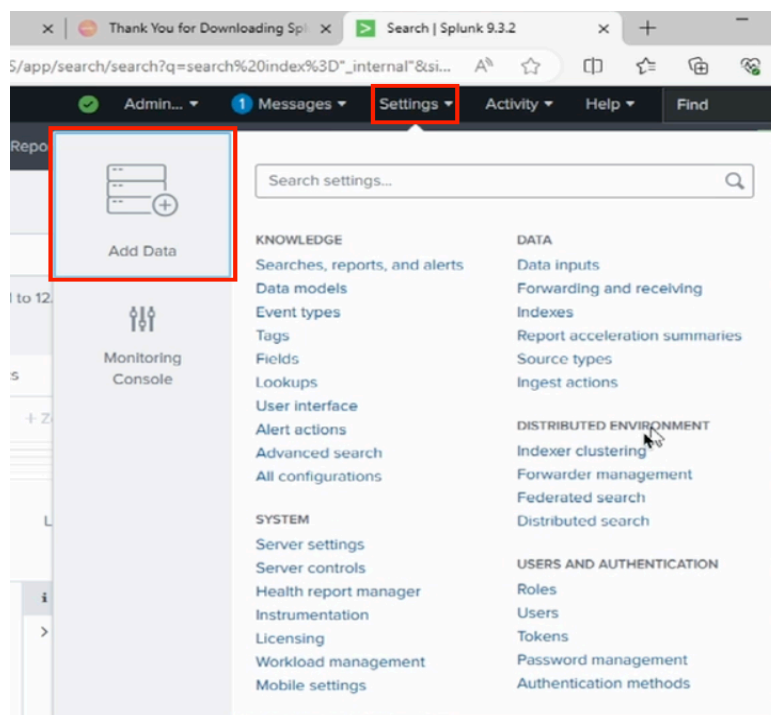 Thank You for Downloading Spl
Search | Splunk 9.3.2
S/app/search/search?q=search%20index%3D"_internal"&si...
Admin...
1 Messages
Settings
Activity
Help
Find
Repo
Add Data
Monitoring
Console
to 12.
s
+ Z
L
i
Search settings...
KNOWLEDGE
Searches, reports, and alerts
Data models
Event types
Tags
Fields
Lookups
User interface
Alert actions
Advanced search
All configurations
SYSTEM
Server settings
Server controls
Health report manager
Instrumentation
Licensing
Workload management
Mobile settings
DATA
Data inputs
Forwarding and receiving
Indexes
Report acceleration summaries
Source types
Ingest actions
DISTRIBUTED ENVIRONMENT
Indexer clustering
Forwarder management
Federated search
Distributed search
USERS AND AUTHENTICATION
Roles
Users
Tokens
Password management
Authentication methods